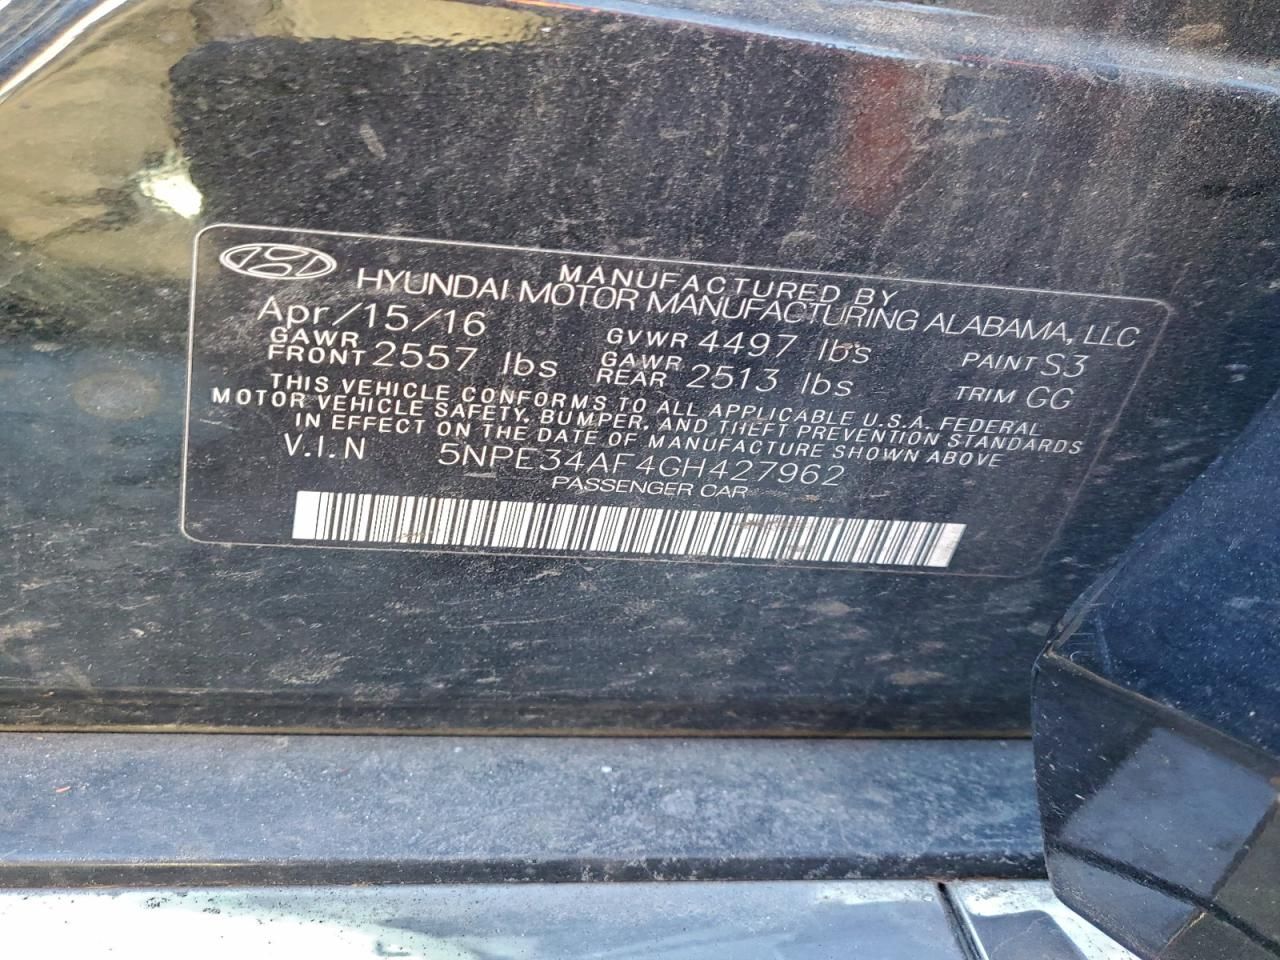 MANUFACTURED BY
HYUNDAI MOTOR MANUFACTURING ALABAMA, LLC
Apr/15/16 GVWR 4497 lbs PAINT S3
GAWR FRONT 2557 lbs GAWR REAR 2513 lbs TRIM GG
THIS VEHICLE CONFORMS TO ALL APPLICABLE U.S.A. FEDERAL
MOTOR VEHICLE SAFETY, BUMPER, AND THEFT PREVENTION STANDARDS
IN EFFECT ON THE DATE OF MANUFACTURE SHOWN ABOVE
V.I.N 5NPE34AF4GH427962
PASSENGER CAR